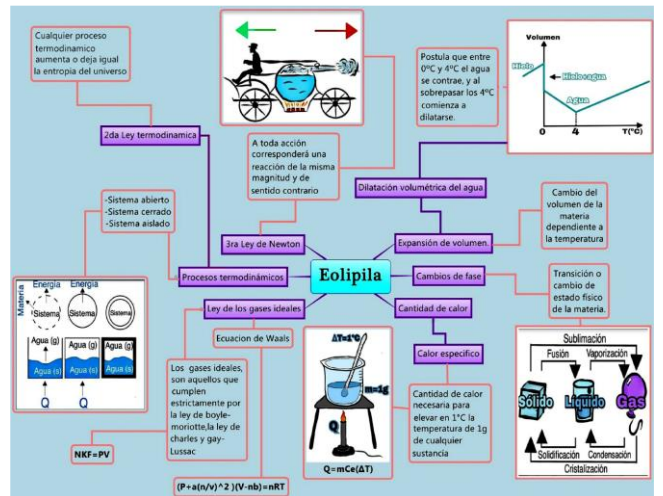 Cualquier proceso
termodinamico
aumenta o deja igual
la entropia del universo
2da Ley termodinamica
Postula que entre
0ºC y 4ºC el agua
se contrae, y al
sobrepasar los 4ºC
comienza a
dilatarse.
Volumen
Hielo
Hielo+agua
Agua
0
4
T(ºC)
A toda acción
corresponderá una
reacción de la misma
magnitud y de
sentido contrario
3ra Ley de Newton
Dilatación volumétrica del agua
Expansión de volumen.
Cambio del
volumen de la
materia
dependiente a
la temperatura
-Sistema abierto
-Sistema cerrado
-Sistema aislado
Procesos termodinámicos
Eolipila
Cambios de fase
Transición o
cambio de
estado físico
de la materia.
Materia
Energía
Energía
Sistema
Sistema
Sistema
Agua (g)
Agua (g)
Agua (g)
Agua (s)
Agua (s)
Agua (s)
Q
Q
Ley de los gases ideales
Ecuacion de Waals
Cantidad de calor
Calor especifico
Los gases ideales,
son aquellos que
cumplen
estrictamente por
la ley de boyle-
moriotte,la ley de
charles y gay-
Lussac
NKF=PV
(P+a(n/v)^2 )(V-nb)=nRT
ΔT=1ºC
m=1g
Q
Q=mCe(ΔT)
Cantidad de calor
necesaria para
elevar en 1°C la
temperatura de 1g
de cualquier
sustancia
Sublimación
Fusión
Vaporización
Sólido
Líquido
Gas
Solidificación
Condensación
Cristalización